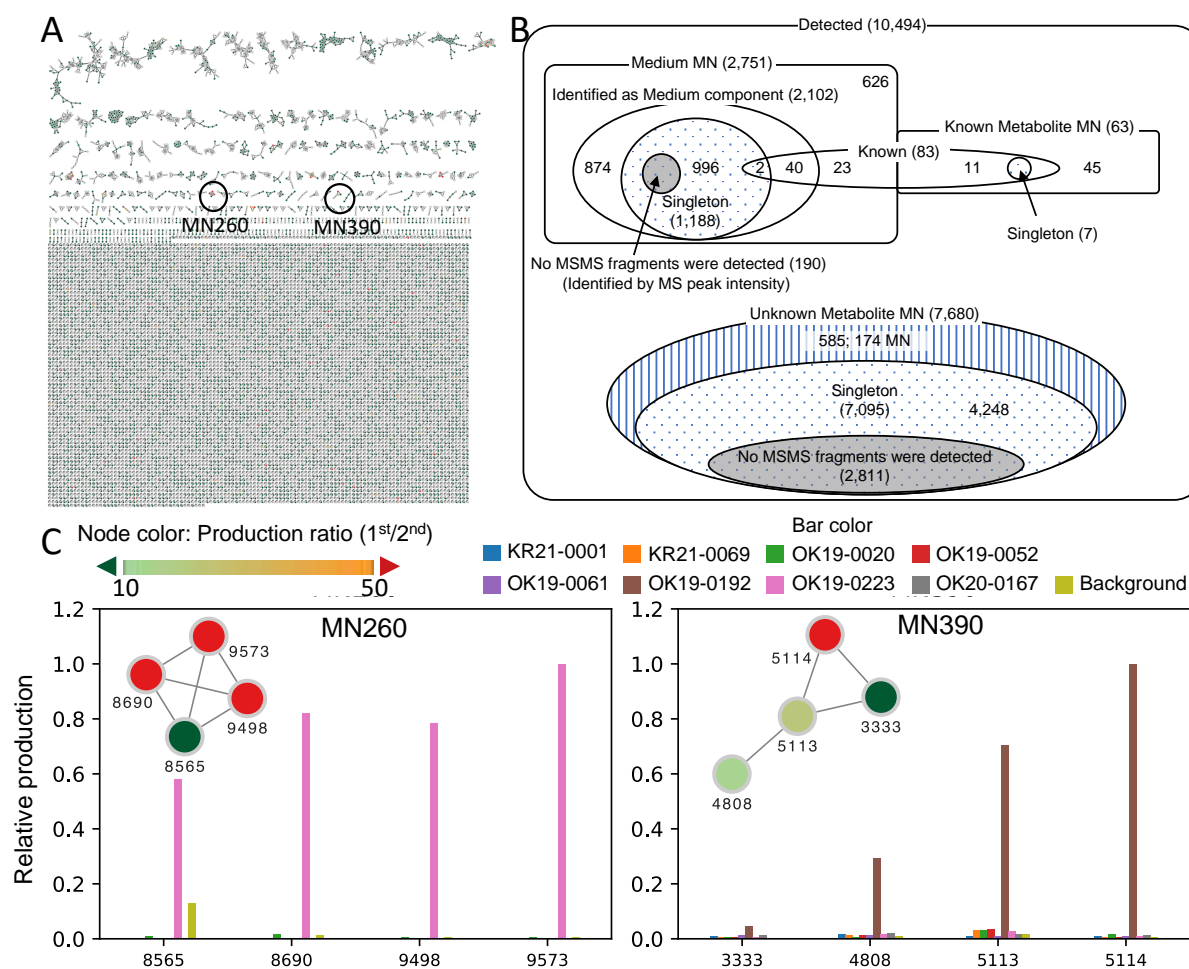 A
MN260
MN390
B
Detected (10,494)
Medium MN (2,751)
626
Identified as Medium component (2,102)
Known Metabolite MN (63)
Known (83)
874
996
2
40
23
11
45
Singleton
(1,188)
Singleton (7)
No MSMS fragments were detected (190)
(Identified by MS peak intensity)
Unknown Metabolite MN (7,680)
585; 174 MN
Singleton
(7,095)
4,248
No MSMS fragments were detected
(2,811)
C
Node color: Production ratio (1st/2nd)
10
50
Bar color
KR21-0001
KR21-0069
OK19-0020
OK19-0052
OK19-0061
OK19-0192
OK19-0223
OK20-0167
Background
Relative production
1.2
1.0
0.8
0.6
0.4
0.2
0.0
MN260
9573
8690
9498
8565
8565
8690
9498
9573
1.2
1.0
0.8
0.6
0.4
0.2
0.0
MN390
5114
3333
5113
4808
3333
4808
5113
5114